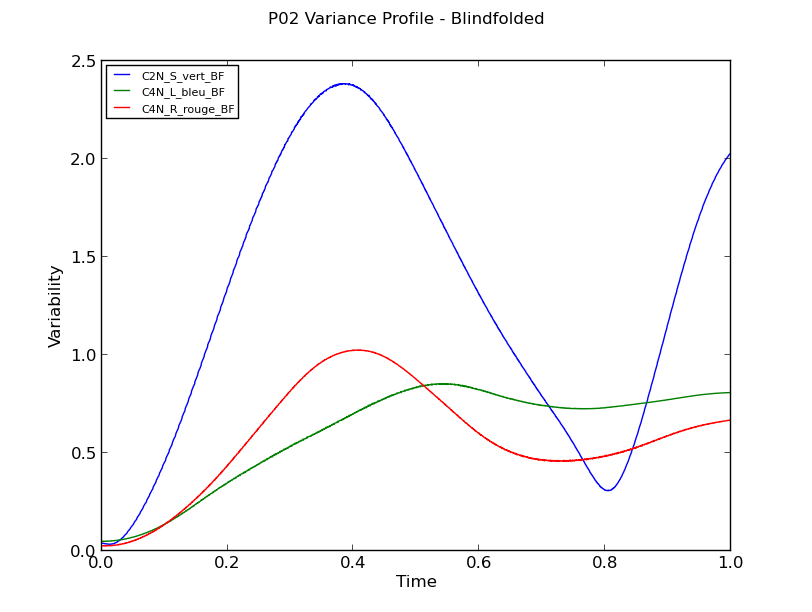 P02 Variance Profile - Blindfolded
2.5
C2N_S_vert_BF
C4N_L_bleu_BF
C4N_R_rouge_BF
2.0
1.5
Variability
1.0
0.5
0.0
0.0 0.2 0.4 0.6 0.8 1.0
Time